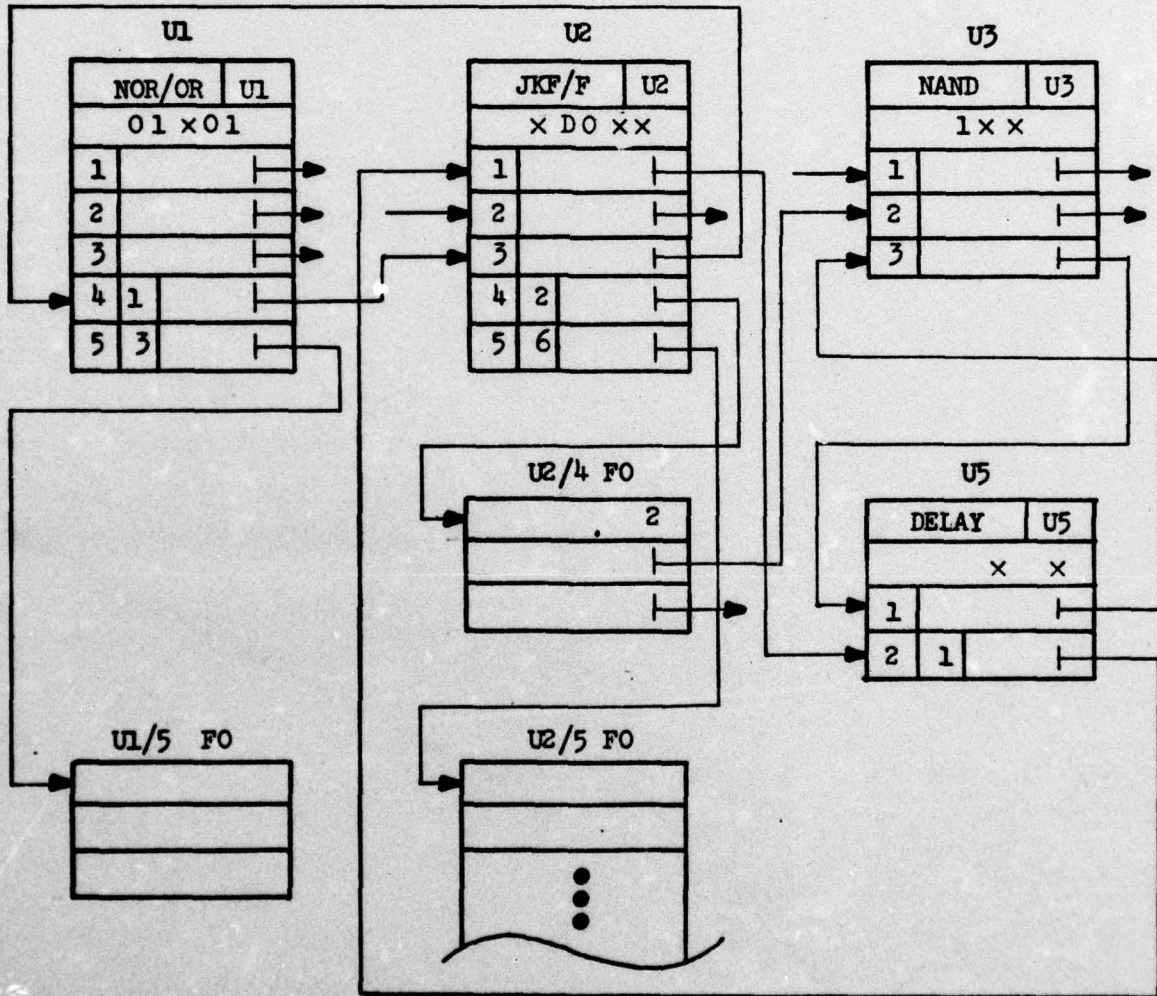 U1
NOR/OR U1
01×01
1
2
3
4 1
5 3
U2
JKF/F U2
×D0××
1
2
3
4 2
5 6
U3
NAND U3
1××
1
2
3
U2/4 FO
2
U5
DELAY U5
× ×
1
2 1
U1/5 FO
U2/5 FO